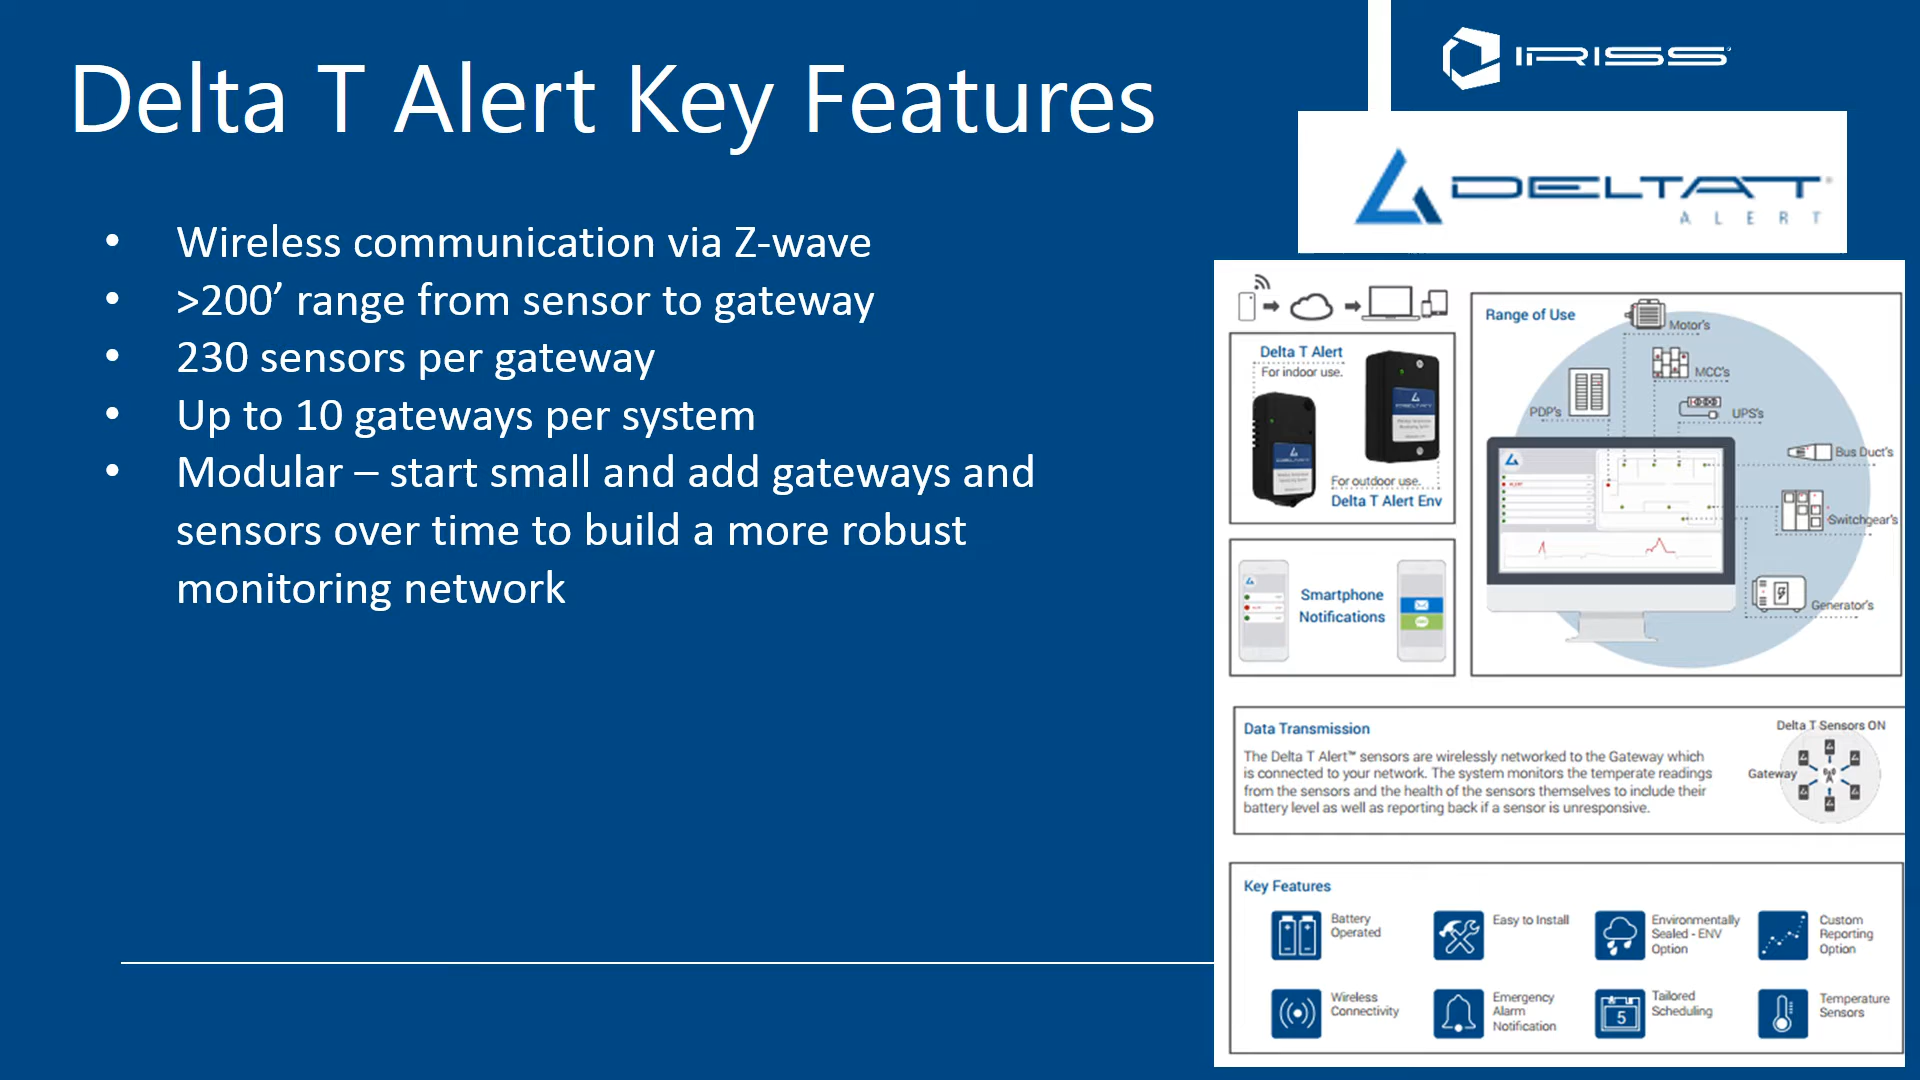 Delta T Alert Key Features
IRISS
DELTA T
ALERT
• Wireless communication via Z-wave
• >200’ range from sensor to gateway
• 230 sensors per gateway
• Up to 10 gateways per system
• Modular – start small and add gateways and
sensors over time to build a more robust
monitoring network
Delta T Alert
For indoor use.
For outdoor use.
Delta T Alert Env
Smartphone
Notifications
Range of Use
Motor's
MCC's
PDP's
UPS's
Bus Duct's
Switchgear's
Generator's
Data Transmission
The Delta T Alert™ sensors are wirelessly networked to the Gateway which
is connected to your network. The system monitors the temperate readings
from the sensors and the health of the sensors themselves to include their
battery level as well as reporting back if a sensor is unresponsive.
Delta T Sensors ON
Gateway
Key Features
Battery
Operated
Easy to Install
Environmentally
Sealed - ENV
Option
Custom
Reporting
Option
Wireless
Connectivity
Emergency
Alarm
Notification
5
Tailored
Scheduling
Temperature
Sensors